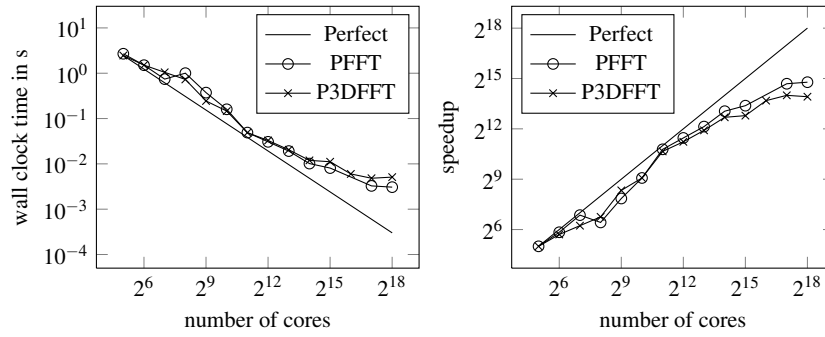 10^1
10^0
10^−1
10^−2
10^−3
10^−4
wall clock time in s
2^6
2^9
2^12
2^15
2^18
number of cores
Perfect
PFFT
P3DFFT
2^18
2^15
2^12
2^9
2^6
speedup
2^6
2^9
2^12
2^15
2^18
number of cores
Perfect
PFFT
P3DFFT